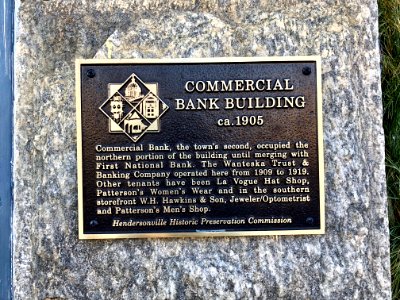 COMMERCIAL
BANK BUILDING
ca.1905
Commercial Bank, the town's second, occupied the
northern portion of the building until merging with
First National Bank. The Wanteska Trust &
Banking Company operated here from 1909 to 1919.
Other tenants have been La Vogue Hat Shop,
Patterson's Women's Wear and in the southern
storefront W.H. Hawkins & Son, Jeweler/Optometrist
and Patterson's Men's Shop.
Hendersonville Historic Preservation Commission